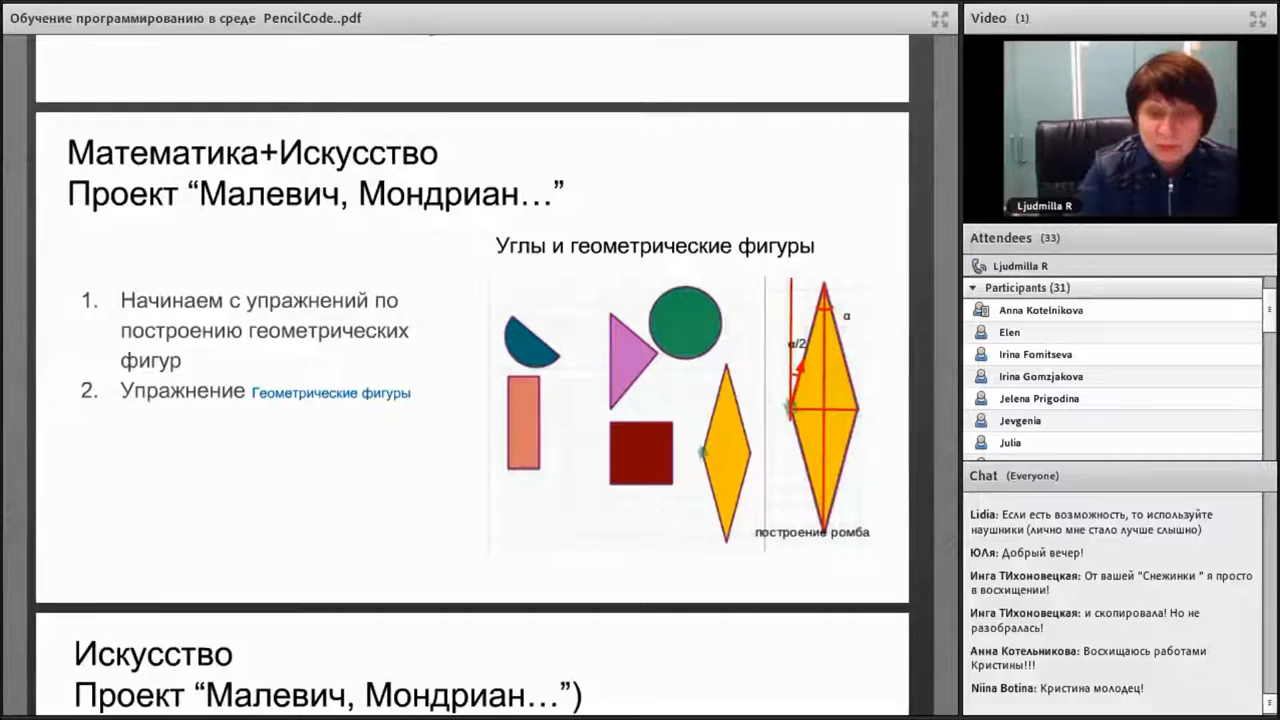 Обучение программированию в среде PencilCode..pdf
Математика+Искусство
Проект “Малевич, Мондриан…”
Углы и геометрические фигуры
1. Начинаем с упражнений по
построению геометрических
фигур
2. Упражнение Геометрические фигуры
α
α/2
построение ромба
Искусство
Проект “Малевич, Мондриан…”)
Video (1)
Ljudmilla R
Attendees (33)
Ljudmilla R
Participants (31)
Anna Kotelnikova
Elen
Irina Fomitseva
Irina Gomzjakova
Jelena Prigodina
Jevgenia
Julia
Chat (Everyone)
Lidia: Если есть возможность, то используйте
наушники (лично мне стало лучше слышно)
ЮЛя: Добрый вечер!
Инга ТИхоновецкая: От вашей "Снежинки " я просто
в восхищении!
Инга ТИхоновецкая: и скопировала! Но не
разобралась!
Анна Котельникова: Восхищаюсь работами
Кристины!!!
Niina Botina: Кристина молодец!